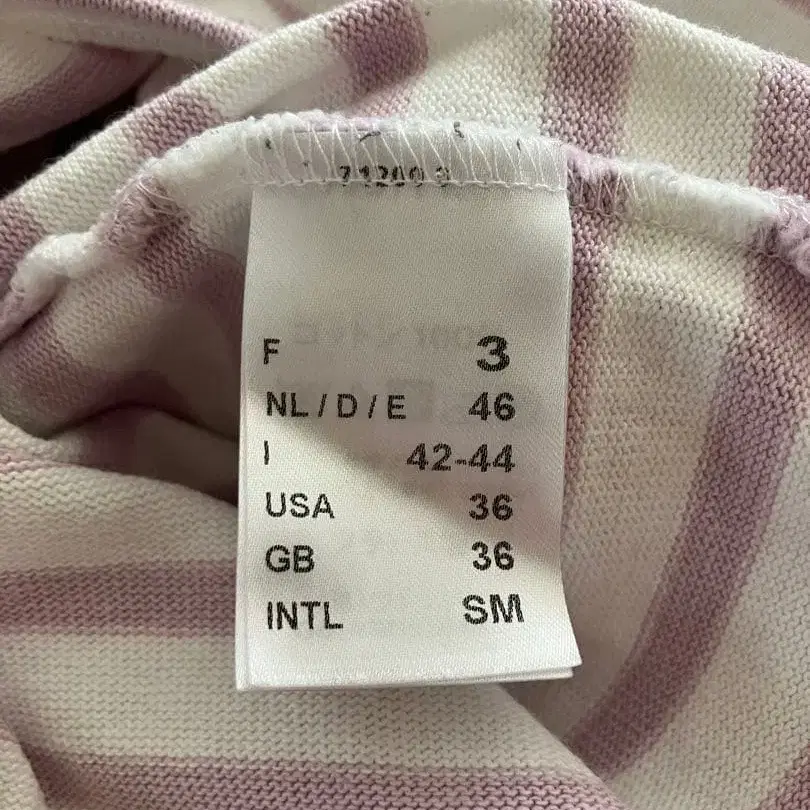 F 3
NL / D / E 46
I 42-44
USA 36
GB 36
INTL SM